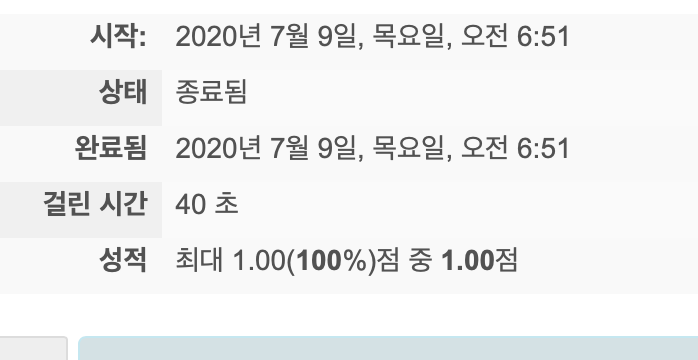 시작: 2020년 7월 9일, 목요일, 오전 6:51
상태 종료됨
완료됨 2020년 7월 9일, 목요일, 오전 6:51
걸린 시간 40 초
성적 최대 1.00(100%)점 중 1.00점